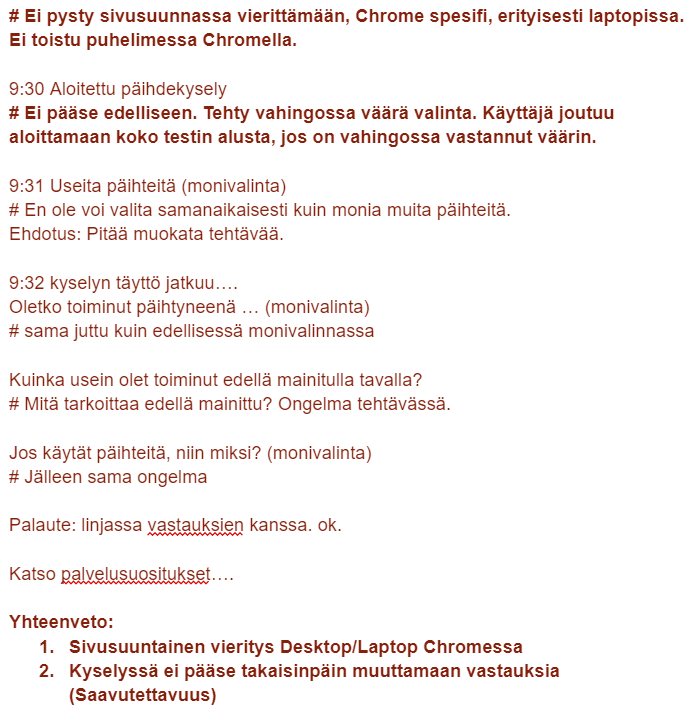 # Ei pysty sivusuunnassa vierittämään, Chrome spesifi, erityisesti laptopissa.
Ei toistu puhelimessa Chromella.
9:30 Aloitettu päihdekysely
# Ei pääse edelliseen. Tehty vahingossa väärä valinta. Käyttäjä joutuu
aloittamaan koko testin alusta, jos on vahingossa vastannut väärin.
9:31 Useita päihteitä (monivalinta)
# En ole voi valita samanaikaisesti kuin monia muita päihteitä.
Ehdotus: Pitää muokata tehtävää.
9:32 kyselyn täyttö jatkuu….
Oletko toiminut päihtyneenä … (monivalinta)
# sama juttu kuin edellisessä monivalinnassa
Kuinka usein olet toiminut edellä mainitulla tavalla?
# Mitä tarkoittaa edellä mainittu? Ongelma tehtävässä.
Jos käytät päihteitä, niin miksi? (monivalinta)
# Jälleen sama ongelma
Palaute: linjassa vastauksien kanssa. ok.
Katso palvelusuositukset….
Yhteenveto:
1. Sivusuuntainen vieritys Desktop/Laptop Chromessa
2. Kyselyssä ei pääse takaisinpäin muuttamaan vastauksia
(Saavutettavuus)